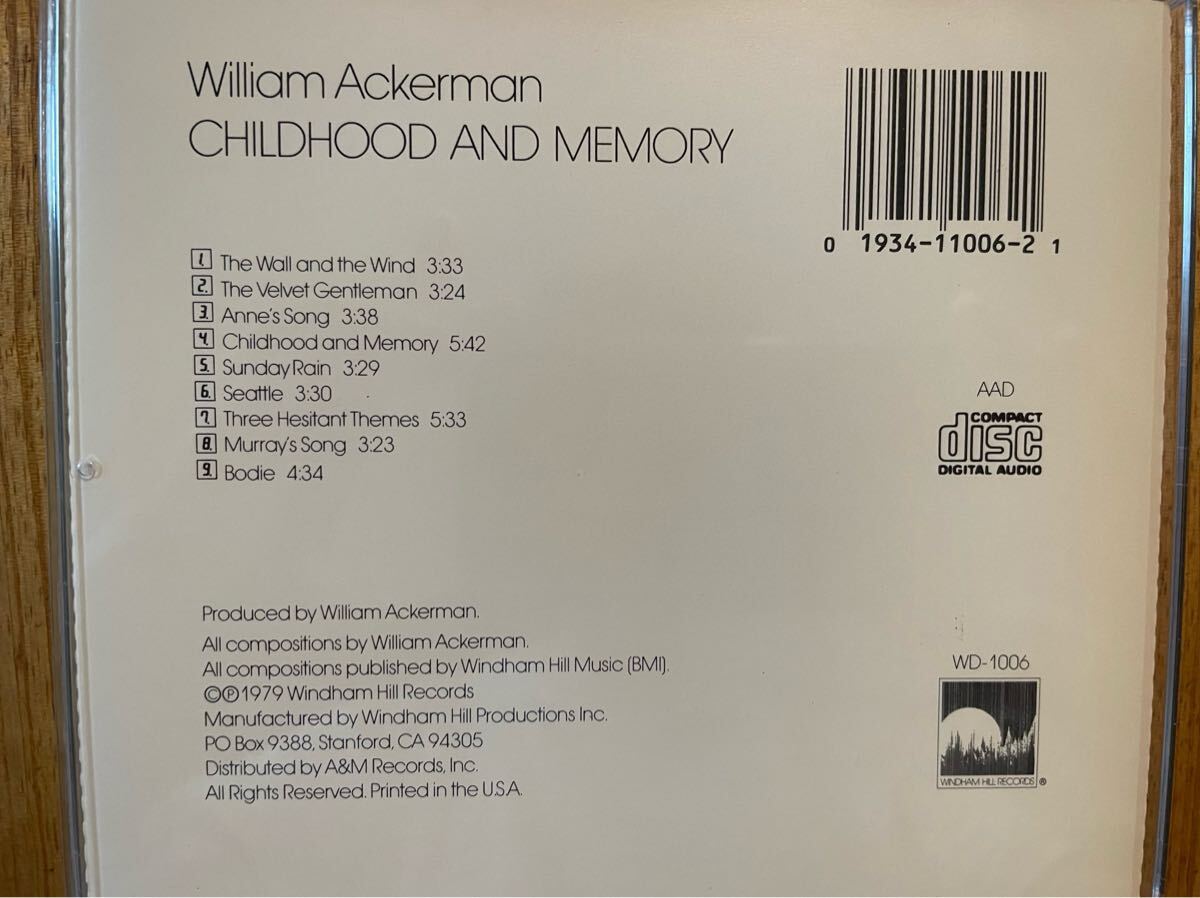 William Ackerman
CHILDHOOD AND MEMORY
0 1934-11006-2 1
1. The Wall and the Wind 3:33
2. The Velvet Gentleman 3:24
3. Anne's Song 3:38
4. Childhood and Memory 5:42
5. Sunday Rain 3:29
6. Seattle 3:30
7. Three Hesitant Themes 5:33
8. Murray's Song 3:23
9. Bodie 4:34
AAD
COMPACT
disc
DIGITAL AUDIO
Produced by William Ackerman.
All compositions by William Ackerman.
All compositions published by Windham Hill Music (BMI).
©℗1979 Windham Hill Records
Manufactured by Windham Hill Productions Inc.
PO Box 9388, Stanford, CA 94305
Distributed by A&M Records, Inc.
All Rights Reserved. Printed in the U.S.A.
WD-1006
WINDHAM HILL RECORDS ®